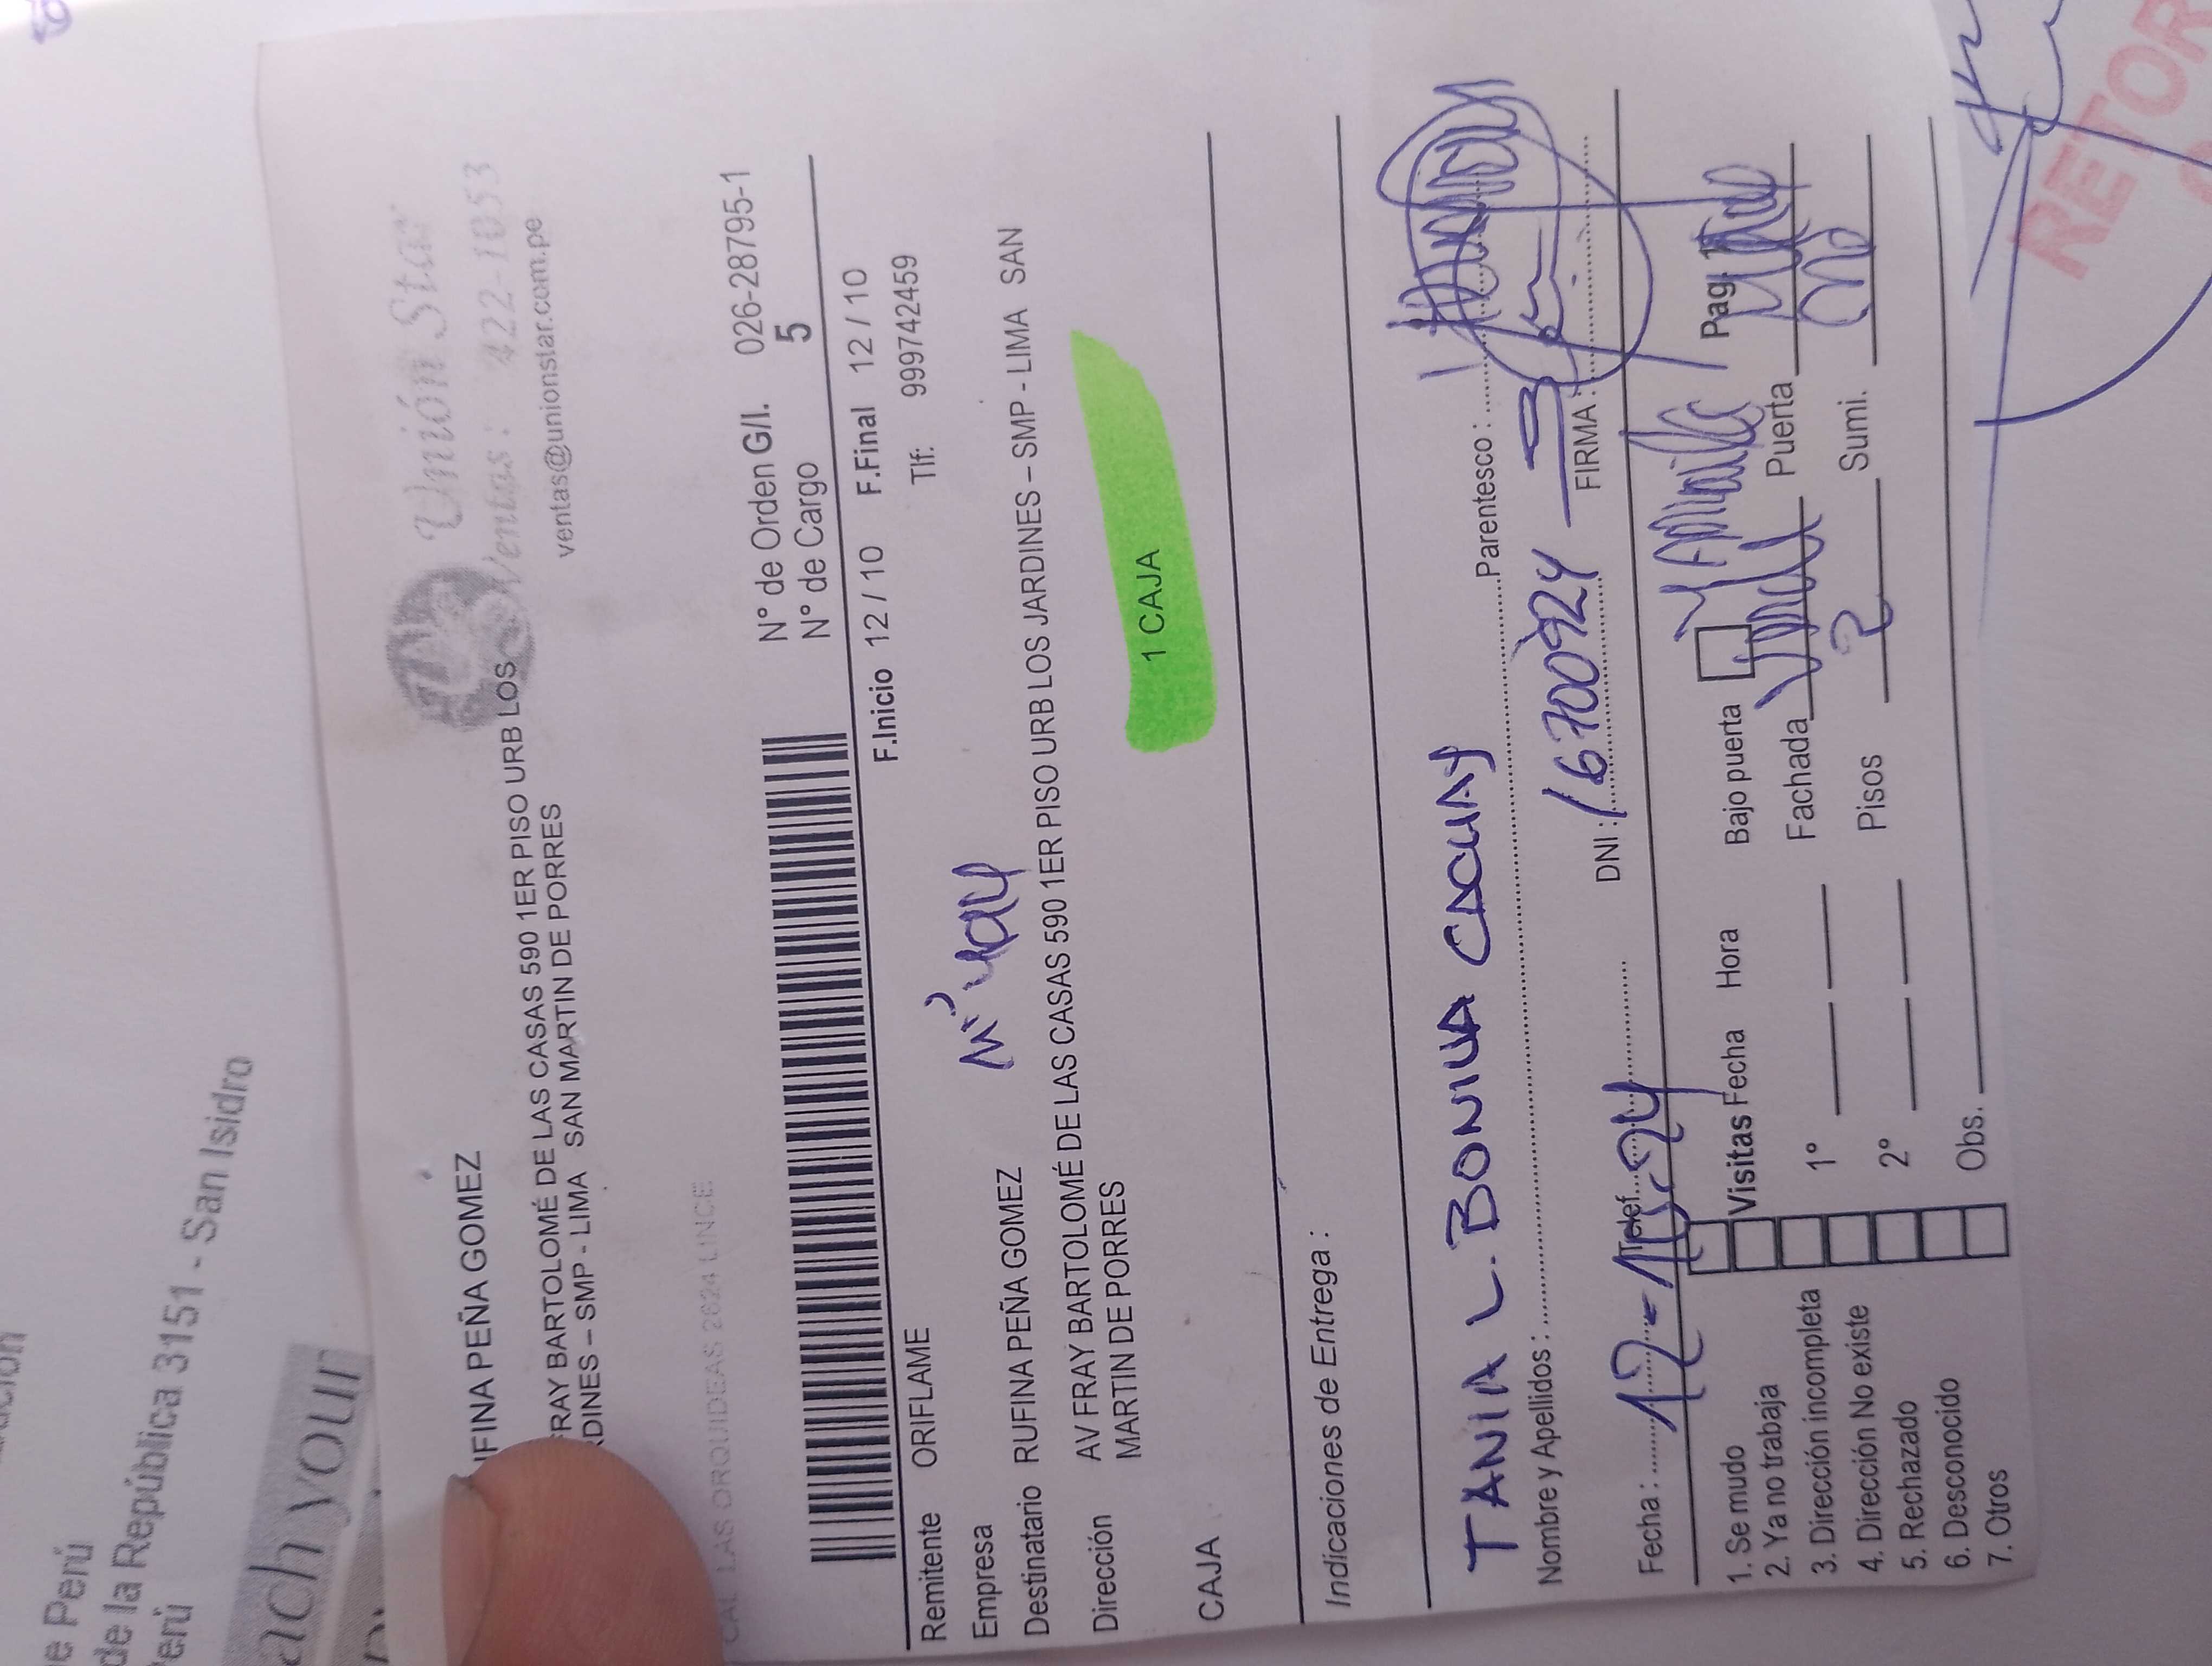 de la República 3151 - San Isidro
Perú
ach your
Unión Star
Ventas: 422-1053
ventas@unionstar.com.pe
FINA PEÑA GOMEZ
FRAY BARTOLOMÉ DE LAS CASAS 590 1ER PISO URB LOS
DINES – SMP - LIMA SAN MARTIN DE PORRES
CAL LAS ORQUIDEAS 2624 LINCE
N° de Orden G/I. 026-28795-1
N° de Cargo 5
F.Inicio 12 / 10 F.Final 12 / 10
Remitente ORIFLAME Tlf: 999742459
Empresa
Destinatario RUFINA PEÑA GOMEZ
Dirección AV FRAY BARTOLOMÉ DE LAS CASAS 590 1ER PISO URB LOS JARDINES – SMP - LIMA SAN
MARTIN DE PORRES
CAJA 1 CAJA
Indicaciones de Entrega :
TANIA L. BONILLA CACUAY
Nombre y Apellidos : Parentesco :
16700924
Fecha : Telef. DNI : FIRMA :
1. Se mudo Visitas Fecha Hora Bajo puerta Pag
2. Ya no trabaja
3. Dirección incompleta 1° Fachada Puerta
4. Dirección No existe
5. Rechazado 2° Pisos 2 Sumi.
6. Desconocido
7. Otros Obs.
RETOR